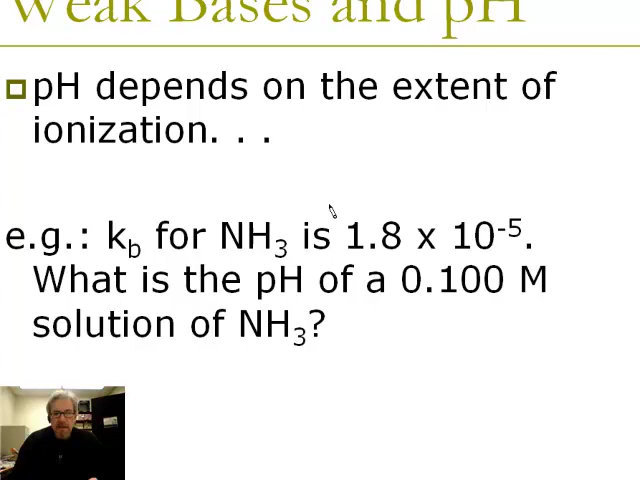 Weak Bases and pH
pH depends on the extent of
ionization. . .
e.g.: k_b for NH₃ is 1.8 x 10⁻⁵.
What is the pH of a 0.100 M
solution of NH₃?